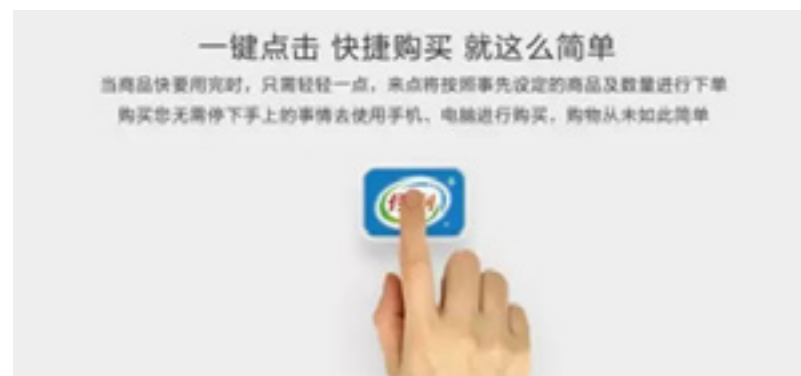 一键点击 快捷购买 就这么简单
当商品快要用完时，只需轻轻一点，来点将按照事先设定的商品及数量进行下单
购买您无需停下手上的事情去使用手机、电脑进行购买，购物从未如此简单